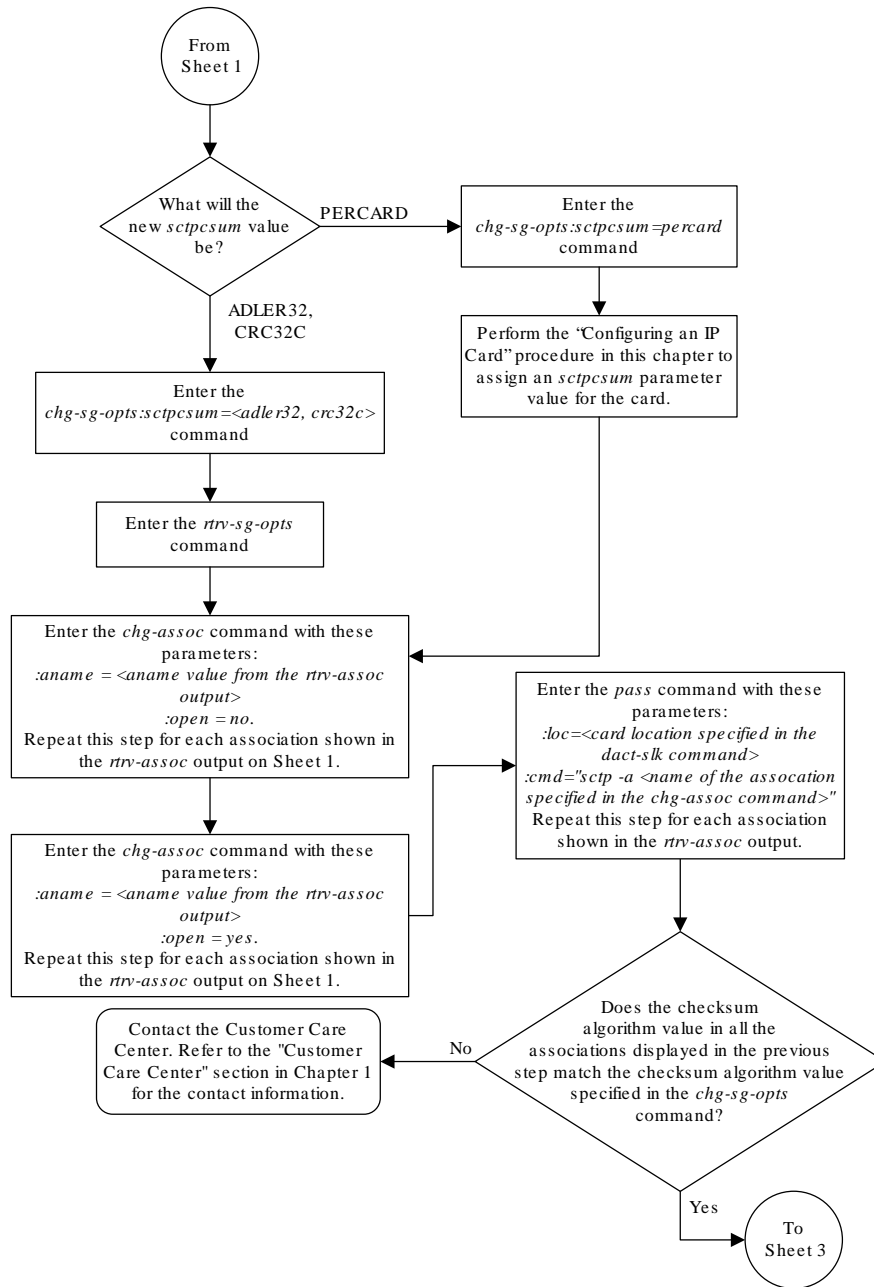 From
Sheet 1
What will the
new sctpcsum value
be?
PERCARD
Enter the
chg-sg-opts:sctpcsum=percard
command
ADLER32,
CRC32C
Perform the “Configuring an IP
Card” procedure in this chapter to
assign an sctpcsum parameter
value for the card.
Enter the
chg-sg-opts:sctpcsum=<adler32, crc32c>
command
Enter the rtrv-sg-opts
command
Enter the chg-assoc command with these
parameters:
:aname = <aname value from the rtrv-assoc
output>
:open = no.
Repeat this step for each association shown in
the rtrv-assoc output on Sheet 1.
Enter the chg-assoc command with these
parameters:
:aname = <aname value from the rtrv-assoc
output>
:open = yes.
Repeat this step for each association shown in
the rtrv-assoc output on Sheet 1.
Enter the pass command with these
parameters:
:loc=<card location specified in the
dact-slk command>
:cmd="sctp -a <name of the assocation
specified in the chg-assoc command>"
Repeat this step for each association
shown in the rtrv-assoc output.
Does the checksum
algorithm value in all the
associations displayed in the previous
step match the checksum algorithm value
specified in the chg-sg-opts
command?
No
Contact the Customer Care
Center. Refer to the "Customer
Care Center" section in Chapter 1
for the contact information.
Yes
To
Sheet 3